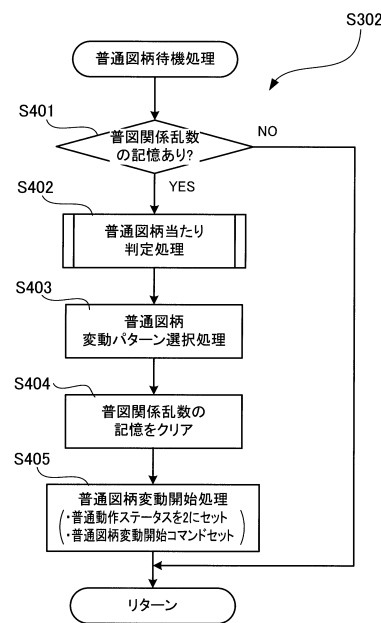 S302
普通図柄待機処理
S401
普図関係乱数
の記憶あり?
NO
YES
S402
普通図柄当たり
判定処理
S403
普通図柄
変動パターン選択処理
S404
普図関係乱数の
記憶をクリア
S405
普通図柄変動開始処理
・普通動作ステータスを2にセット
・普通図柄変動開始コマンドセット
リターン